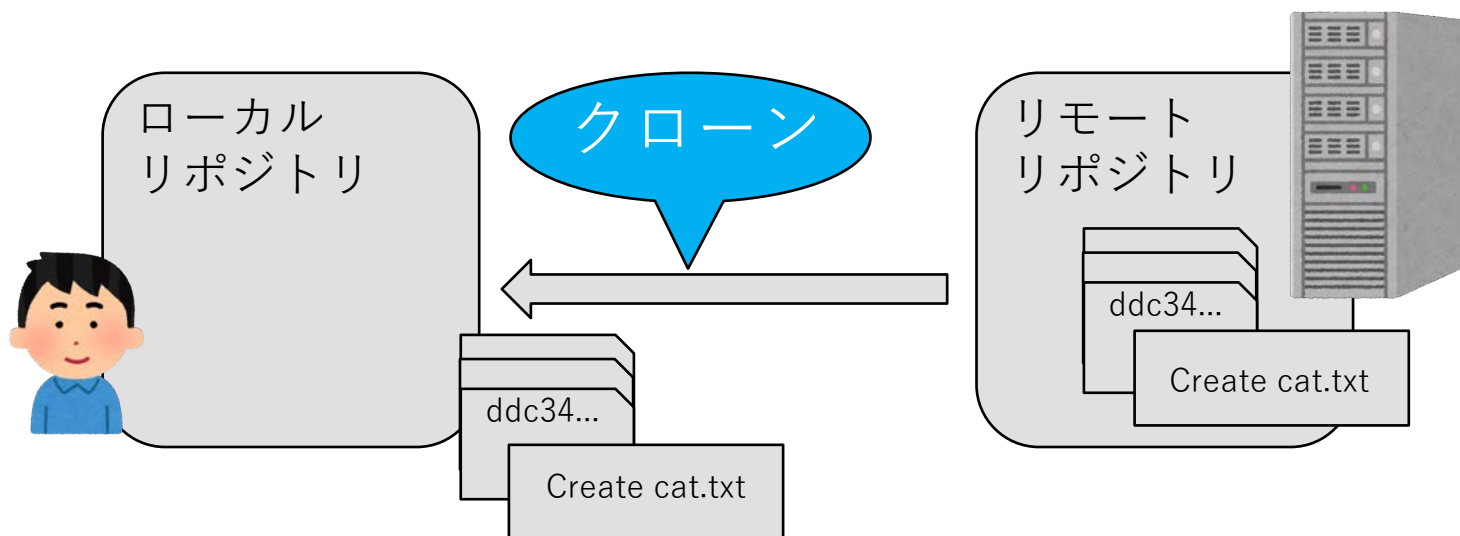 ローカル
リポジトリ
クローン
リモート
リポジトリ
ddc34...
Create cat.txt
ddc34...
Create cat.txt